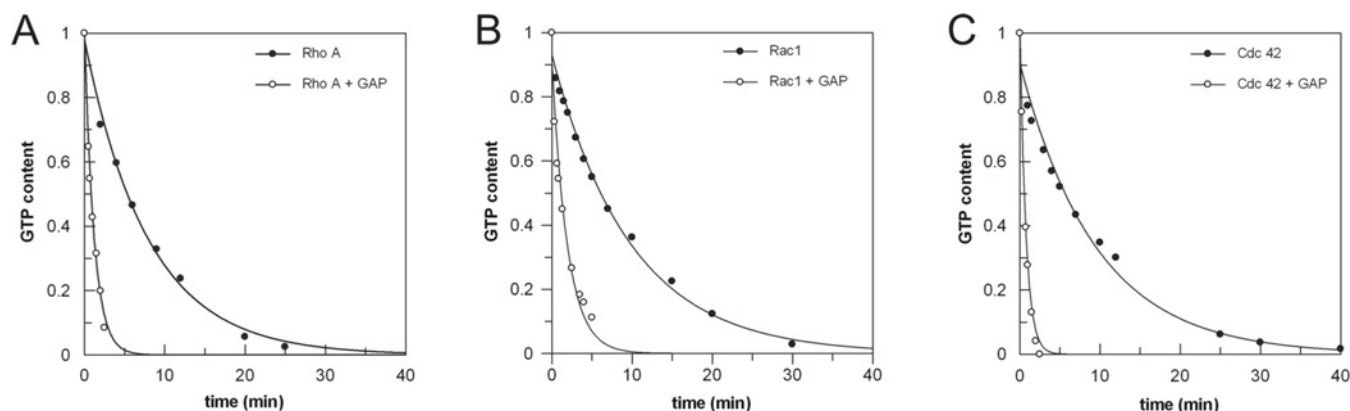 A
GTP content
1
0.8
0.6
0.4
0.2
0
Rho A
Rho A + GAP
0 10 20 30 40
time (min)
B
GTP content
1
0.8
0.6
0.4
0.2
0
Rac1
Rac1 + GAP
0 10 20 30 40
time (min)
C
GTP content
1
0.8
0.6
0.4
0.2
0
Cdc 42
Cdc 42 + GAP
0 10 20 30 40
time (min)